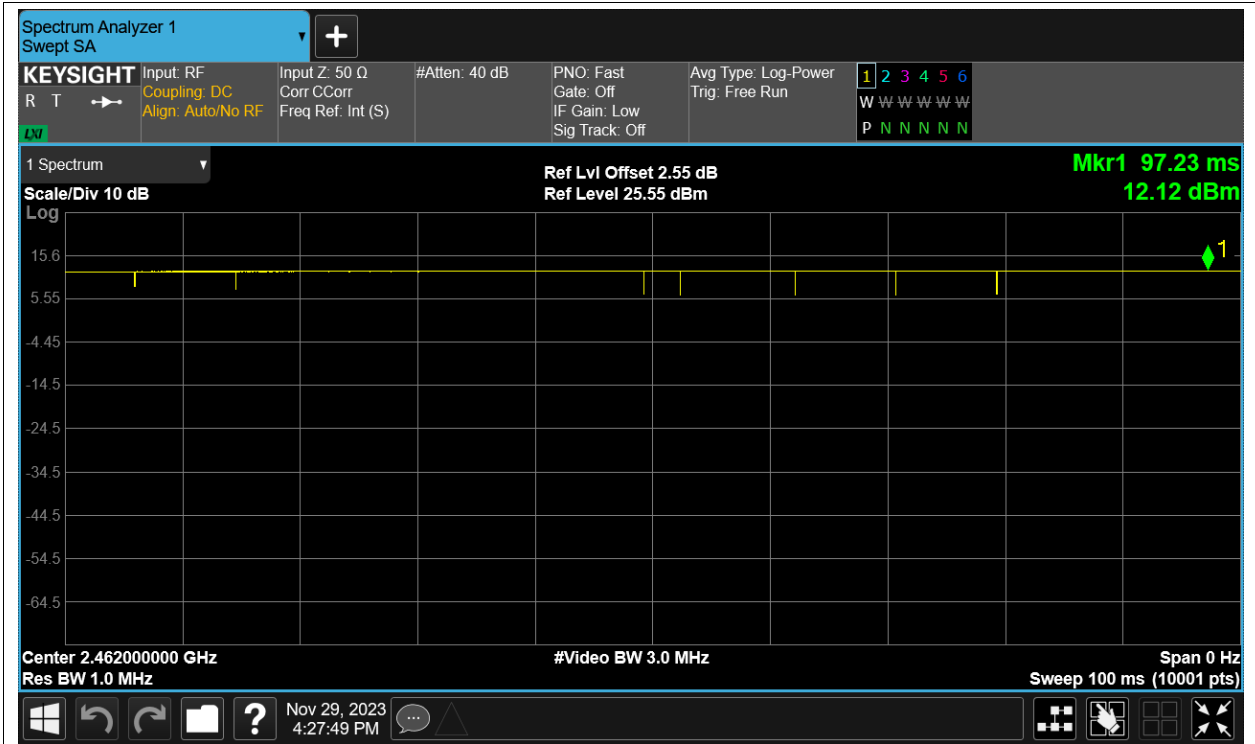 Spectrum Analyzer 1
Swept SA
+
KEYSIGHT
R T
LXI
Input: RF
Coupling: DC
Align: Auto/No RF
Input Z: 50 Ω
Corr CCorr
Freq Ref: Int (S)
#Atten: 40 dB
PNO: Fast
Gate: Off
IF Gain: Low
Sig Track: Off
Avg Type: Log-Power
Trig: Free Run
1 2 3 4 5 6
W W W W W W
P N N N N N
1 Spectrum
Scale/Div 10 dB
Ref Lvl Offset 2.55 dB
Ref Level 25.55 dBm
Mkr1 97.23 ms
12.12 dBm
Log
1
15.6
5.55
-4.45
-14.5
-24.5
-34.5
-44.5
-54.5
-64.5
Center 2.462000000 GHz
#Video BW 3.0 MHz
Span 0 Hz
Res BW 1.0 MHz
Sweep 100 ms (10001 pts)
?
Nov 29, 2023
4:27:49 PM